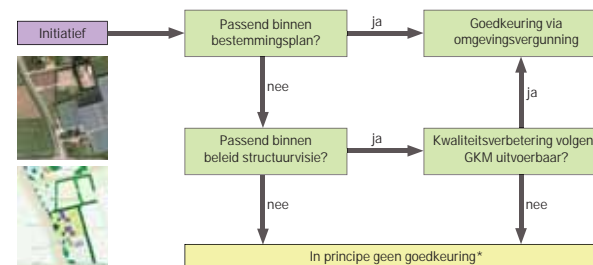 Initiatief
Passend binnen
bestemmingsplan?
ja
Goedkeuring via
omgevingsvergunning
nee
ja
Passend binnen
beleid structuurvisie?
ja
Kwaliteitsverbetering volgen
GKM uitvoerbaar?
nee
nee
In principe geen goedkeuring*